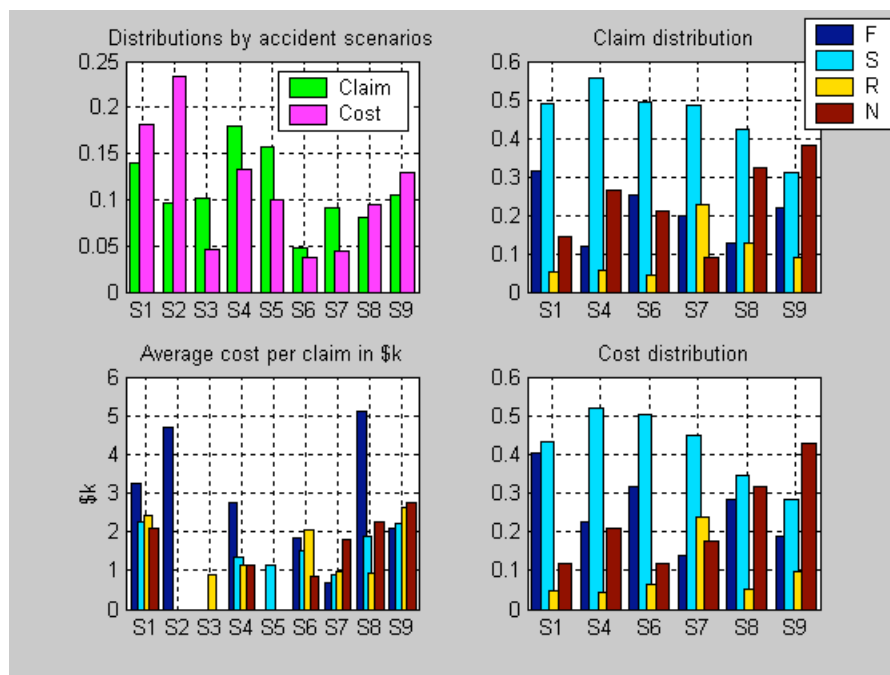 Distributions by accident scenarios
0.25
0.2
0.15
0.1
0.05
0
Claim
Cost
S1 S2 S3 S4 S5 S6 S7 S8 S9
Claim distribution
0.6
0.5
0.4
0.3
0.2
0.1
0
F
S
R
N
S1 S4 S6 S7 S8 S9
Average cost per claim in $k
6
5
4
3
2
1
0
$k
S1 S2 S3 S4 S5 S6 S7 S8 S9
Cost distribution
0.6
0.5
0.4
0.3
0.2
0.1
0
S1 S4 S6 S7 S8 S9